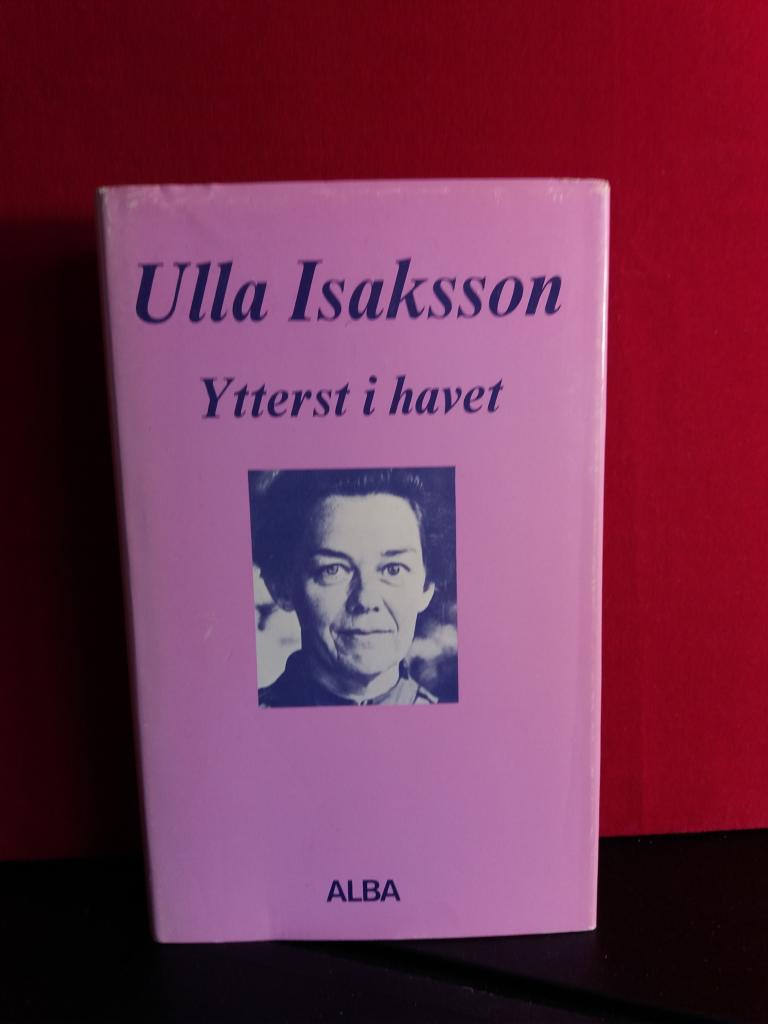 Ulla Isaksson
Ytterst i havet
ALBA